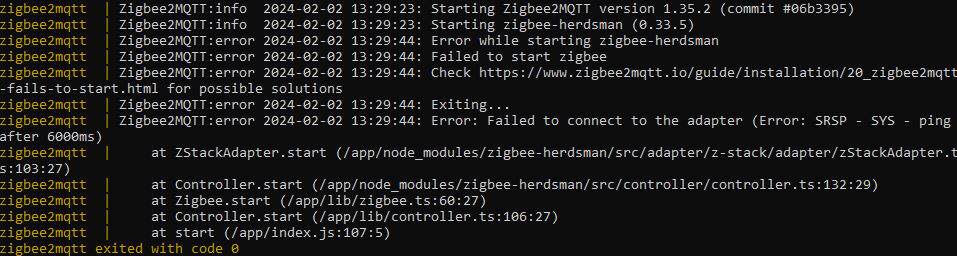 zigbee2mqtt  | Zigbee2MQTT:info  2024-02-02 13:29:23: Starting Zigbee2MQTT version 1.35.2 (commit #06b3395)
zigbee2mqtt  | Zigbee2MQTT:info  2024-02-02 13:29:23: Starting zigbee-herdsman (0.33.5)
zigbee2mqtt  | Zigbee2MQTT:error 2024-02-02 13:29:44: Error while starting zigbee-herdsman
zigbee2mqtt  | Zigbee2MQTT:error 2024-02-02 13:29:44: Failed to start zigbee
zigbee2mqtt  | Zigbee2MQTT:error 2024-02-02 13:29:44: Check https://www.zigbee2mqtt.io/guide/installation/20_zigbee2mqtt
-fails-to-start.html for possible solutions
zigbee2mqtt  | Zigbee2MQTT:error 2024-02-02 13:29:44: Exiting...
zigbee2mqtt  | Zigbee2MQTT:error 2024-02-02 13:29:44: Error: Failed to connect to the adapter (Error: SRSP - SYS - ping
after 6000ms)
zigbee2mqtt  |     at ZStackAdapter.start (/app/node_modules/zigbee-herdsman/src/adapter/z-stack/adapter/zStackAdapter.t
s:103:27)
zigbee2mqtt  |     at Controller.start (/app/node_modules/zigbee-herdsman/src/controller/controller.ts:132:29)
zigbee2mqtt  |     at Zigbee.start (/app/lib/zigbee.ts:60:27)
zigbee2mqtt  |     at Controller.start (/app/lib/controller.ts:106:27)
zigbee2mqtt  |     at start (/app/index.js:107:5)
zigbee2mqtt exited with code 0